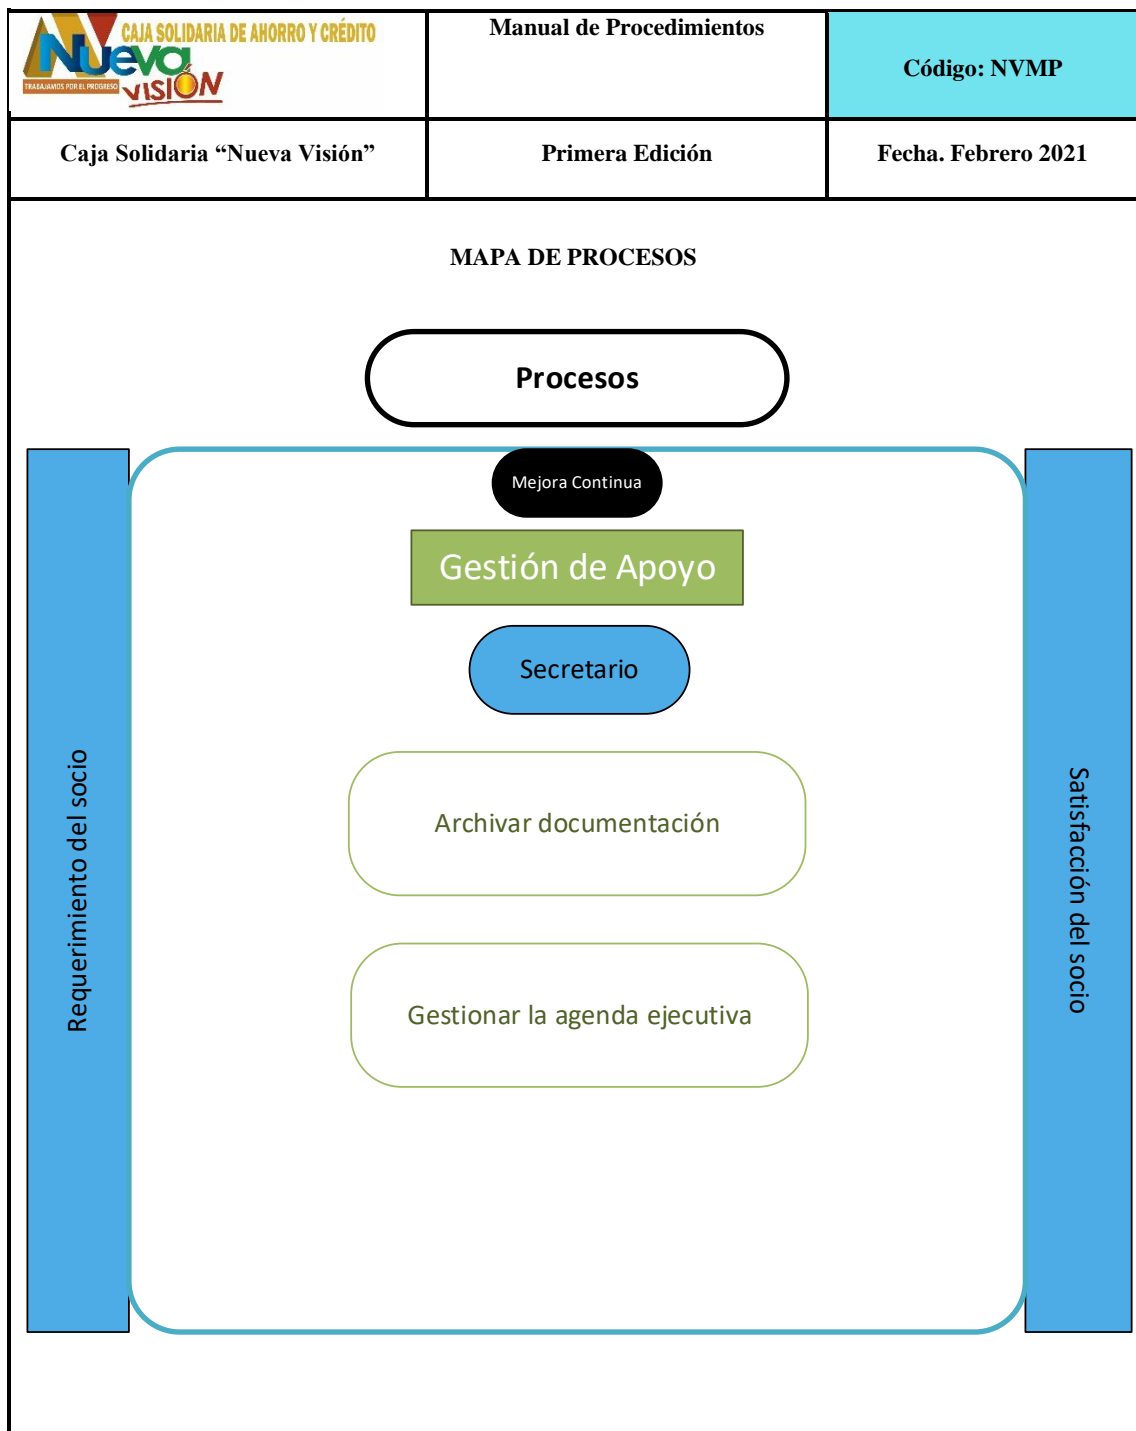 CAJA SOLIDARIA DE AHORRO Y CRÉDITO
Nueva
VISIÓN
TRABAJAMOS POR EL PROGRESO
Manual de Procedimientos
Código: NVMP
Caja Solidaria “Nueva Visión”
Primera Edición
Fecha. Febrero 2021
MAPA DE PROCESOS
Procesos
Mejora Continua
Gestión de Apoyo
Secretario
Requerimiento del socio
Archivar documentación
Gestionar la agenda ejecutiva
Satisfacción del socio